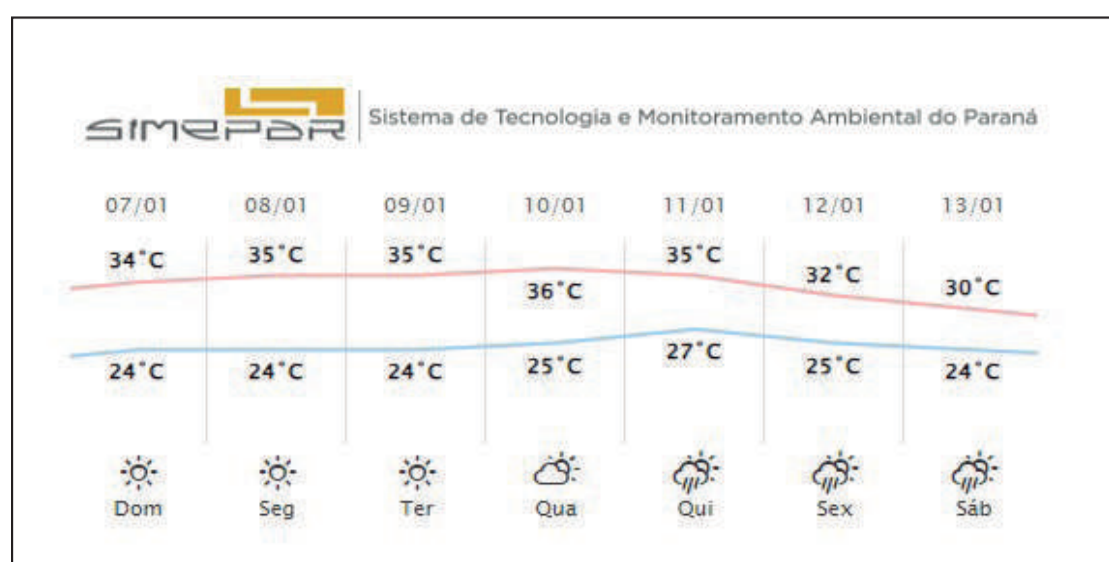 SIMEPAR
Sistema de Tecnologia e Monitoramento Ambiental do Paraná
07/01 08/01 09/01 10/01 11/01 12/01 13/01
34°C 35°C 35°C 36°C 35°C 32°C 30°C
24°C 24°C 24°C 25°C 27°C 25°C 24°C
Dom Seg Ter Qua Qui Sex Sáb